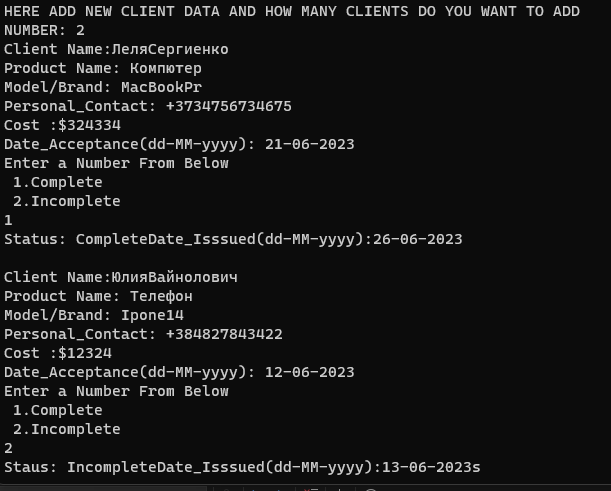 HERE ADD NEW CLIENT DATA AND HOW MANY CLIENTS DO YOU WANT TO ADD
NUMBER: 2
Client Name:ЛеляСергиенко
Product Name: Компютер
Model/Brand: MacBookPr
Personal_Contact: +3734756734675
Cost :$324334
Date_Acceptance(dd-MM-yyyy): 21-06-2023
Enter a Number From Below
1.Complete
2.Incomplete
1
Status: CompleteDate_Isssued(dd-MM-yyyy):26-06-2023
Client Name:ЮлияВайнолович
Product Name: Телефон
Model/Brand: Ipone14
Personal_Contact: +384827843422
Cost :$12324
Date_Acceptance(dd-MM-yyyy): 12-06-2023
Enter a Number From Below
1.Complete
2.Incomplete
2
Staus: IncompleteDate_Isssued(dd-MM-yyyy):13-06-2023s